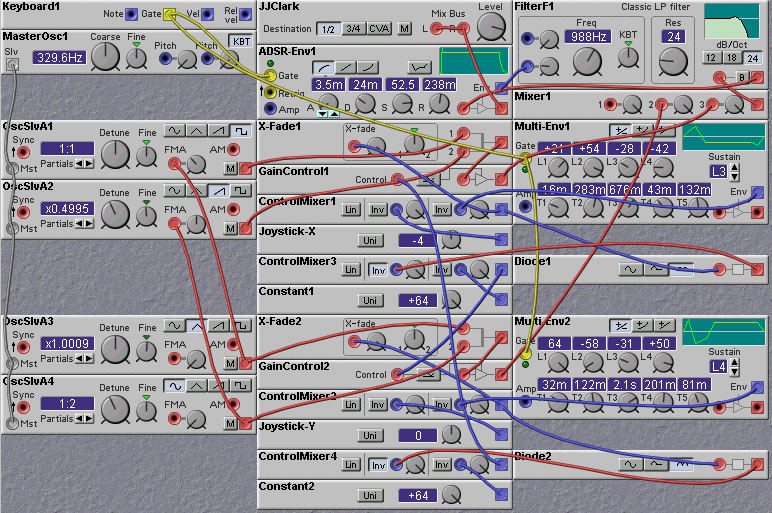 Keyboard1
Note Gate Vel Rel vel
MasterOsc1
Slv 329.6Hz Coarse Fine Pitch Pitch KBT
OscSlvA1
Sync 1:1 Detune Fine FMA AM
Mst Partials M
OscSlvA2
Sync x0.4995 Detune Fine FMA AM
Mst Partials M
OscSlvA3
Sync x1.0009 Detune Fine FMA AM
Mst Partials M
OscSlvA4
Sync 1:2 Detune Fine FMA AM
Mst Partials M
JJClark
Mix Bus Level
Destination 1/2 3/4 CVA M L R
ADSR-Env1
Gate
3.5m 24m 52.5 238m
Retrig Env
Amp A D S R
X-Fade1
X-fade 1 2
GainControl1
Control
ControlMixer1
Lin Inv Inv
Joystick-X
Uni -4
ControlMixer3
Lin Inv Inv
Constant1
Uni +64
X-Fade2
X-fade 1 2
GainControl2
Control
ControlMixer2
Lin Inv Inv
Joystick-Y
Uni 0
ControlMixer4
Lin Inv Inv
Constant2
Uni +64
FilterF1
Classic LP filter
Freq 988Hz KBT Res 24
dB/Oct
12 18 24
B
Mixer1
1 2 3
Multi-Env1
Gate +54 -28 +42
L1 L2 L3 L4 Sustain L3
Amp 16m 283m 676m 43m 132m Env
T1 T2 T3 T4 T5
Diode1
Multi-Env2
64 -58 -31 +50
Gate L1 L2 L3 L4 Sustain L4
32m 122m 2.1s 201m 81m Env
Amp T1 T2 T3 T4 T5
Diode2